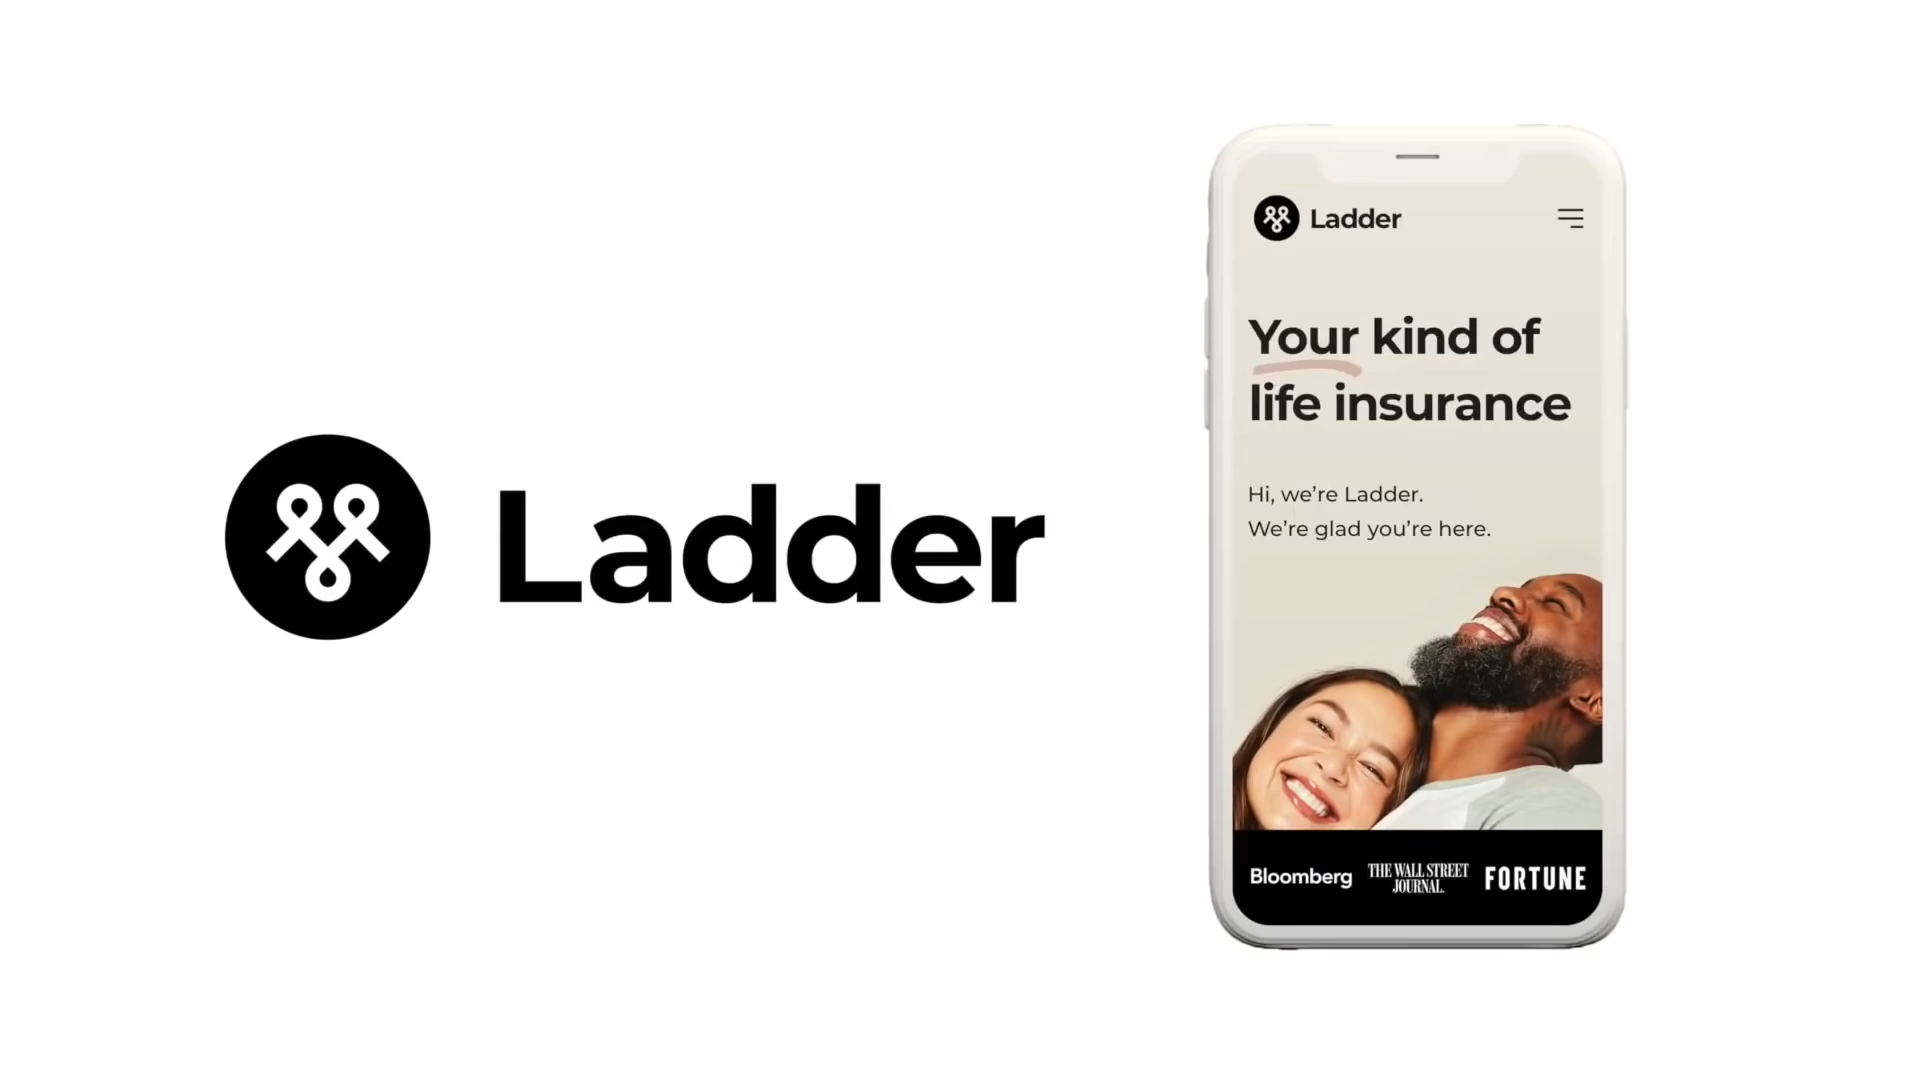 Ladder
Ladder
Your kind of
life insurance
Hi, we’re Ladder.
We’re glad you’re here.
Bloomberg
THE WALL STREET
JOURNAL.
FORTUNE